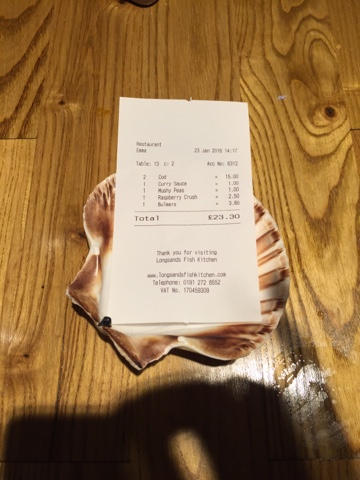 Restaurant
Emma 23 Jan 2016 14:17
Table: 13 c: 2 Acc No: 6312
2 Cod = 15.00
1 Curry Sauce = 1.00
1 Mushy Peas = 1.00
1 Raspberry Crush = 2.50
1 Bulmers = 3.80
Total £23.30
Thank you for visiting
Longsands Fish Kitchen
www.longsandsfishkitchen.com
Telephone: 0191 272 8552
VAT No. 170459309